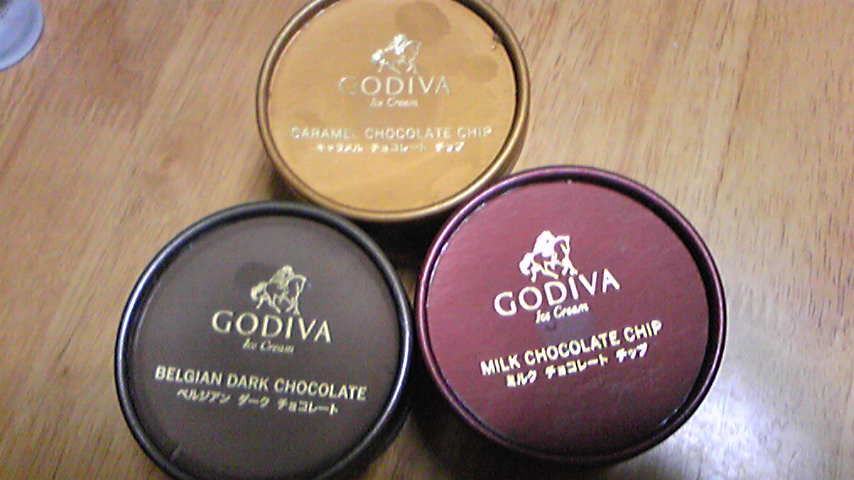 GODIVA
Ice Cream
CARAMEL CHOCOLATE CHIP
キャラメル チョコレート チップ
GODIVA
Ice Cream
BELGIAN DARK CHOCOLATE
ベルジアン ダーク チョコレート
GODIVA
Ice Cream
MILK CHOCOLATE CHIP
ミルク チョコレート チップ